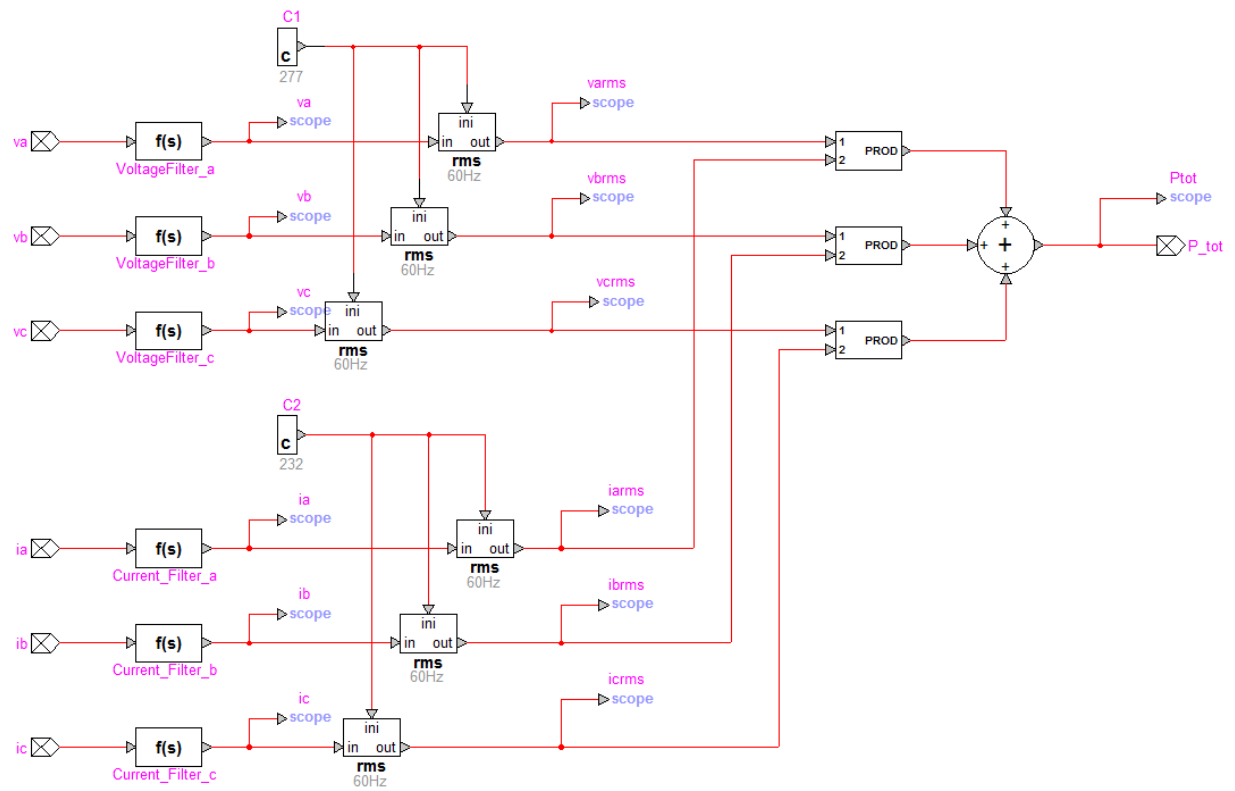 C1
c
277
va
scope
varms
scope
va
f(s)
VoltageFilter_a
ini
in out
rms
60Hz
1
2
PROD
vb
scope
vbrms
scope
vb
f(s)
VoltageFilter_b
ini
in out
rms
60Hz
1
2
PROD
+
+ +
+
Ptot
scope
P_tot
vc
scope
vcrms
scope
vc
f(s)
VoltageFilter_c
ini
in out
rms
60Hz
1
2
PROD
C2
c
232
ia
scope
iarms
scope
ia
f(s)
Current_Filter_a
ini
in out
rms
60Hz
ib
scope
ibrms
scope
ib
f(s)
Current_Filter_b
ini
in out
rms
60Hz
ic
scope
icrms
scope
ic
f(s)
Current_Filter_c
ini
in out
rms
60Hz